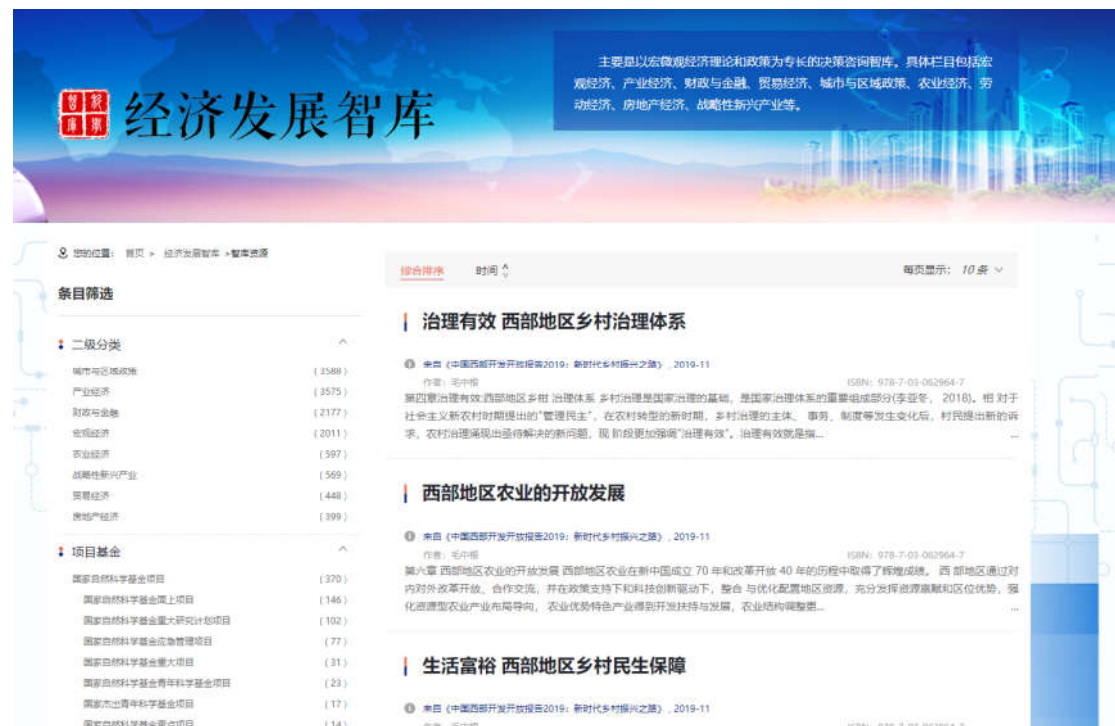 经济发展智库
主要是以宏微观经济理论和政策为专长的决策咨询智库。具体栏目包括宏
观经济、产业经济、财政与金融、贸易经济、城市与区域政策、农业经济、劳
动经济、房地产经济、战略性新兴产业等。
您的位置： 首页 > 经济发展智库 >智库资源
条目筛选
二级分类
城市与区域政策 （3588）
产业经济 （3575）
财政与金融 （2177）
宏观经济 （2011）
农业经济 （597）
战略性新兴产业 （569）
贸易经济 （448）
房地产经济 （399）
项目基金
国家自然科学基金项目 （370）
国家自然科学基金面上项目 （146）
国家自然科学基金重大研究计划项目 （102）
国家自然科学基金应急管理项目 （77）
国家自然科学基金重大项目 （31）
国家自然科学基金青年科学基金项目 （23）
国家杰出青年科学基金项目 （17）
国家自然科学基金重点项目 （14）
综合排序 时间 每页显示： 10 条
治理有效 西部地区乡村治理体系
来自《中国西部开发开放报告2019：新时代乡村振兴之路》, 2019-11
作者：毛中根 ISBN：978-7-03-062964-7
第四章治理有效:西部地区乡村 治理体系 乡村治理是国家治理的基础，是国家治理体系的重要组成部分(李亚冬， 2018)。相 对于
社会主义新农村时期提出的"管理民主"，在农村转型的新时期，乡村治理的主体、 事务、制度等发生变化后，村民提出新的诉
求，农村治理涌现出亟待解决的新问题，现 阶段更加强调"治理有效"。治理有效就是指...
...
西部地区农业的开放发展
来自《中国西部开发开放报告2019：新时代乡村振兴之路》, 2019-11
作者：毛中根 ISBN：978-7-03-062964-7
第六章 西部地区农业的开放发展 西部地区农业在新中国成立 70 年和改革开放 40 年的历程中取得了辉煌成绩。 西 部地区通过对
内对外改革开放、合作交流，并在政策支持下和科技创新驱动下，整合 与优化配置地区资源，充分发挥资源禀赋和区位优势，强
化资源型农业产业布局导向， 农业优势特色产业得到开发扶持与发展，农业结构调整更...
...
生活富裕 西部地区乡村民生保障
来自《中国西部开发开放报告2019：新时代乡村振兴之路》, 2019-11